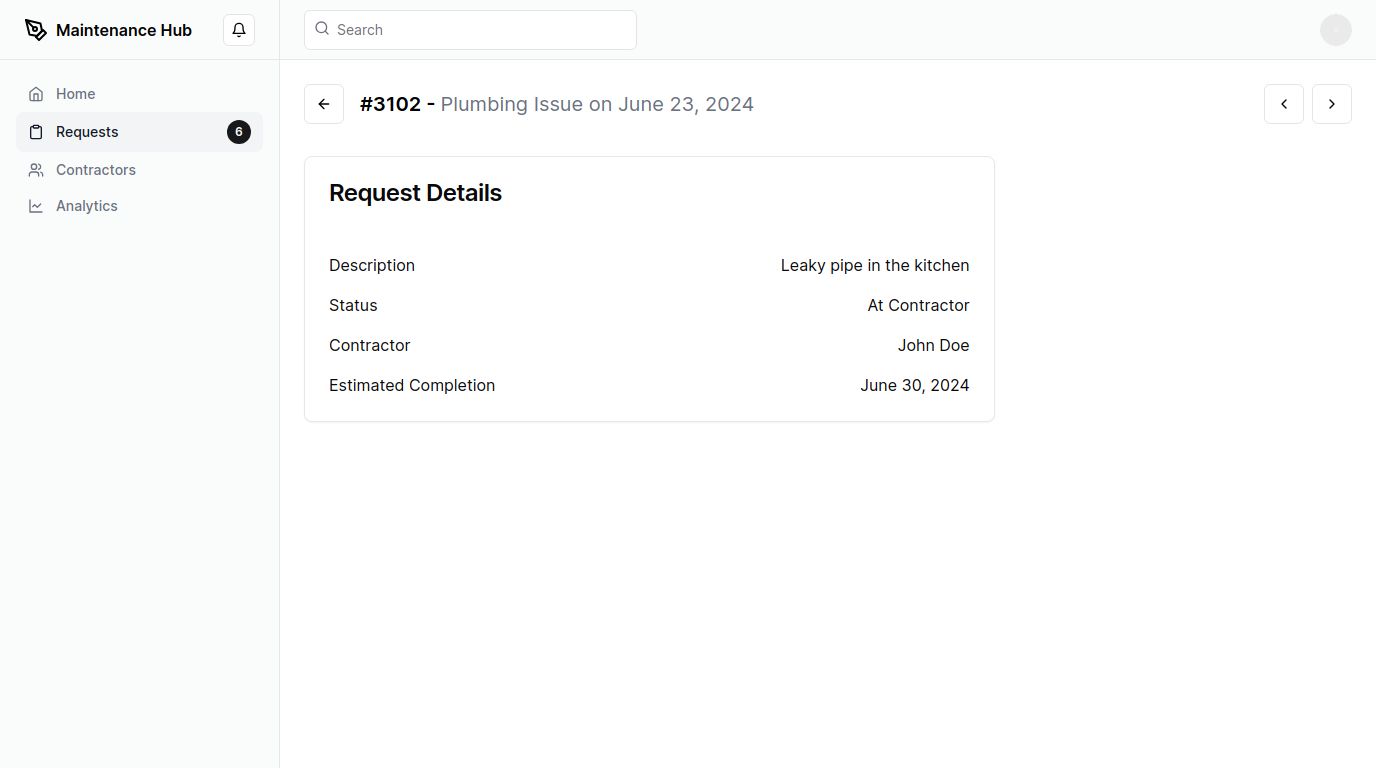 Maintenance Hub
Search
Home
Requests 6
Contractors
Analytics
#3102 - Plumbing Issue on June 23, 2024
Request Details
Description Leaky pipe in the kitchen
Status At Contractor
Contractor John Doe
Estimated Completion June 30, 2024